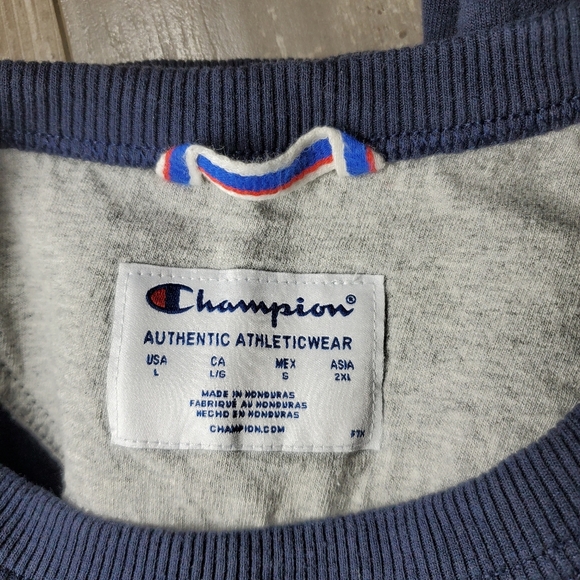 Champion®
AUTHENTIC ATHLETICWEAR
USA CA MEX ASIA
L L/G S 2XL
MADE IN HONDURAS
FABRIQUÉ AU HONDURAS
HECHO EN HONDURAS
CHAMPION.COM